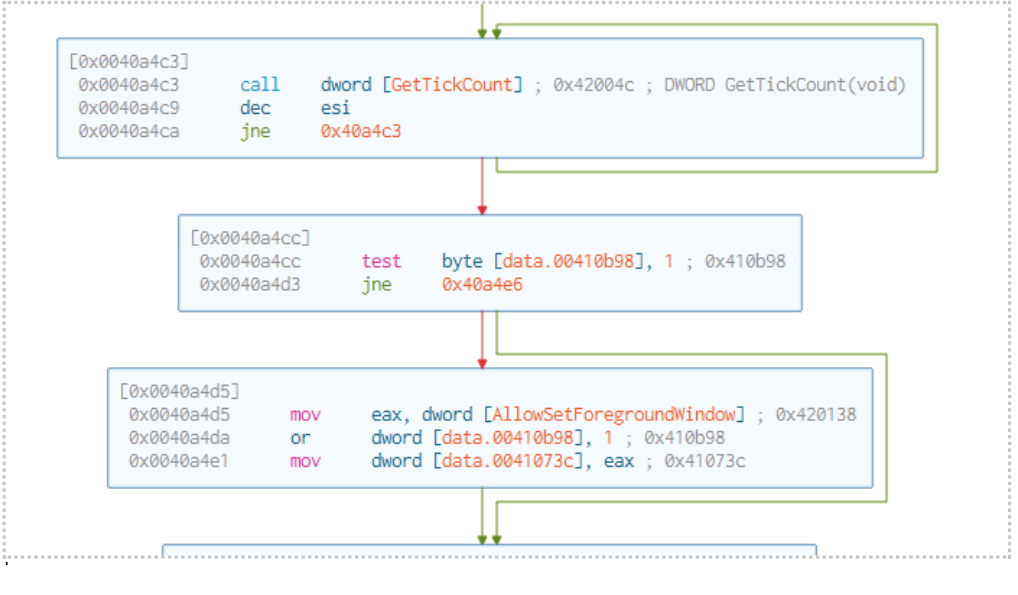 [0x0040a4c3]
0x0040a4c3 call dword [GetTickCount] ; 0x42004c ; DWORD GetTickCount(void)
0x0040a4c9 dec esi
0x0040a4ca jne 0x40a4c3
[0x0040a4cc]
0x0040a4cc test byte [data.00410b98], 1 ; 0x410b98
0x0040a4d3 jne 0x40a4e6
[0x0040a4d5]
0x0040a4d5 mov eax, dword [AllowSetForegroundWindow] ; 0x420138
0x0040a4da or dword [data.00410b98], 1 ; 0x410b98
0x0040a4e1 mov dword [data.0041073c], eax ; 0x41073c